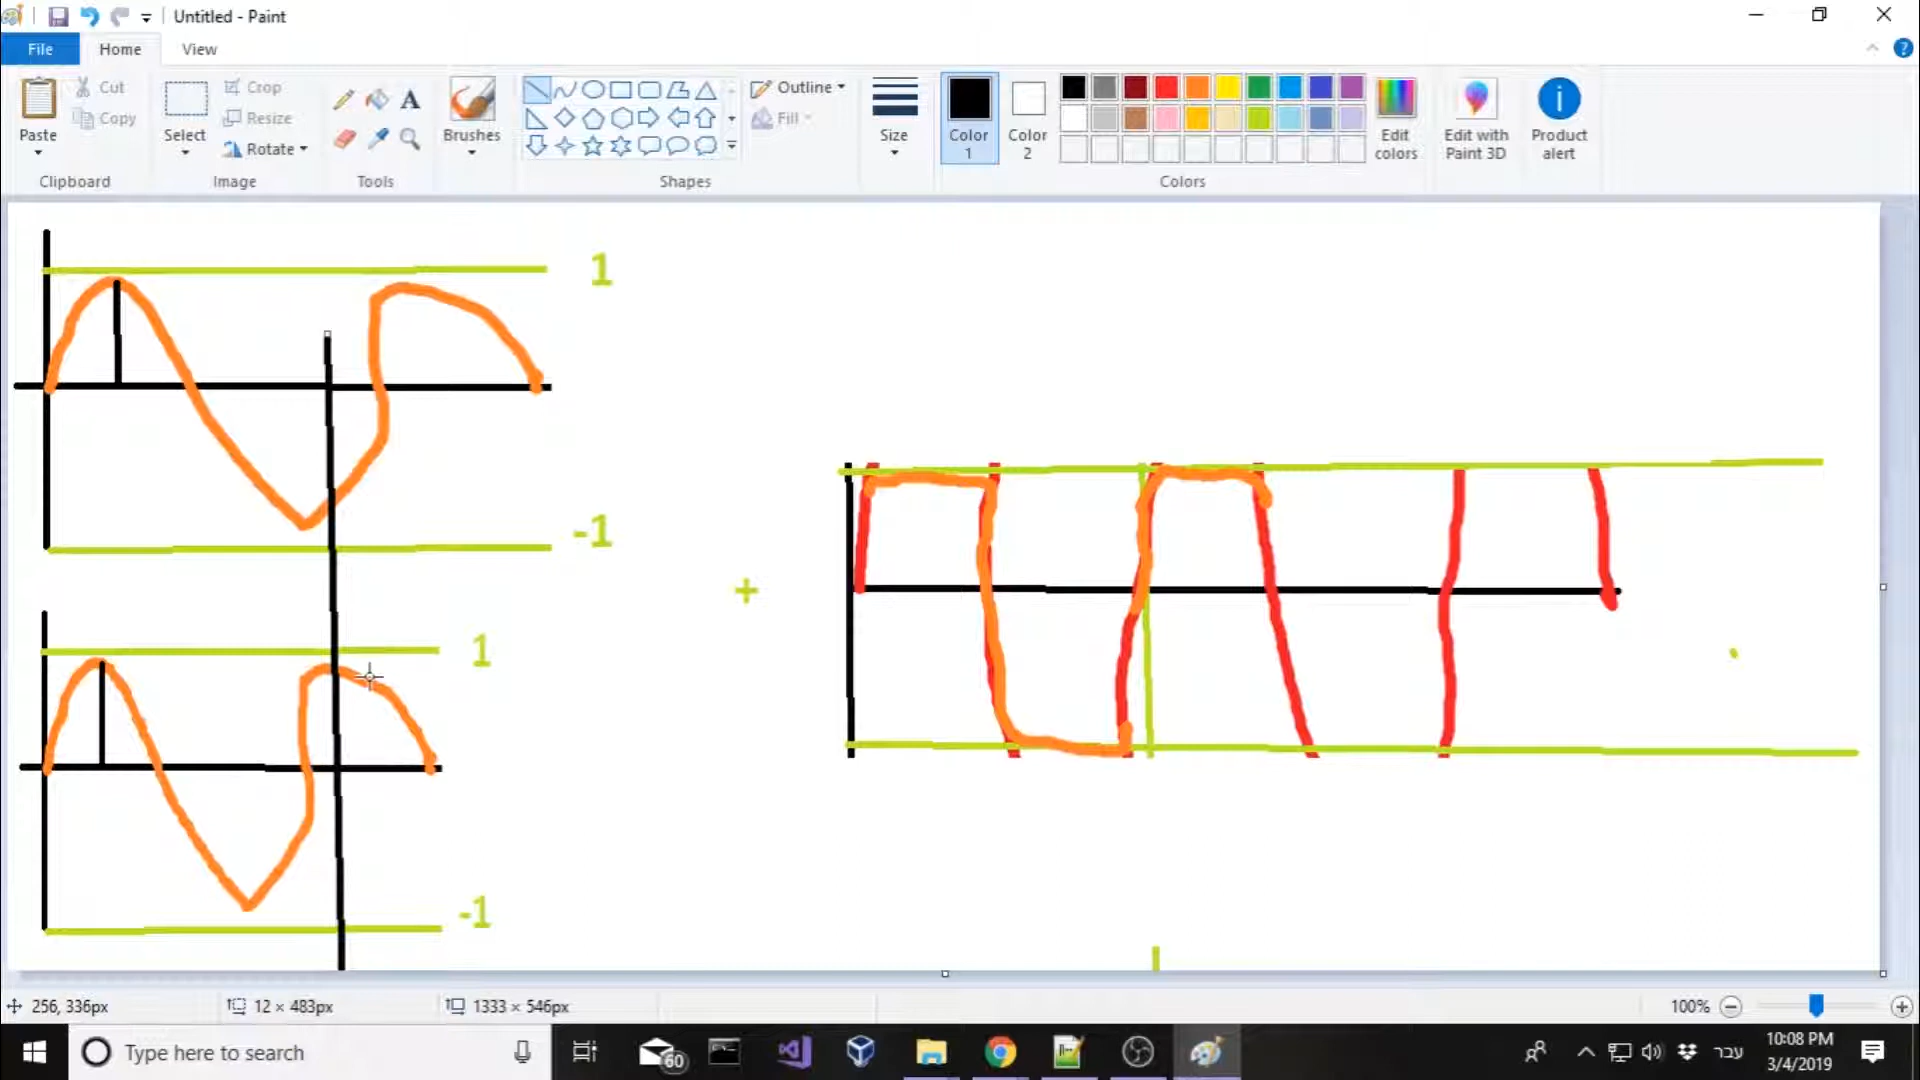 Untitled - Paint
File Home View
Paste
Cut
Copy
Clipboard
Select
Crop
Resize
Rotate
Image
A
Tools
Brushes
Shapes
Outline
Fill
Size
Color 1
Color 2
Colors
Edit colors
Edit with Paint 3D
Product alert
?
1
-1
+
1
-1
256, 336px
12 × 483px
1333 × 546px
100%
Type here to search
60
עבר
10:08 PM
3/4/2019